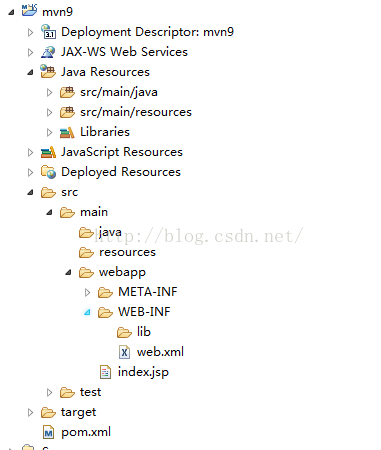 mvn9
Deployment Descriptor: mvn9
JAX-WS Web Services
Java Resources
src/main/java
src/main/resources
Libraries
JavaScript Resources
Deployed Resources
src
main
java
http://blog.csdn.net/
resources
webapp
META-INF
WEB-INF
lib
web.xml
index.jsp
test
target
pom.xml